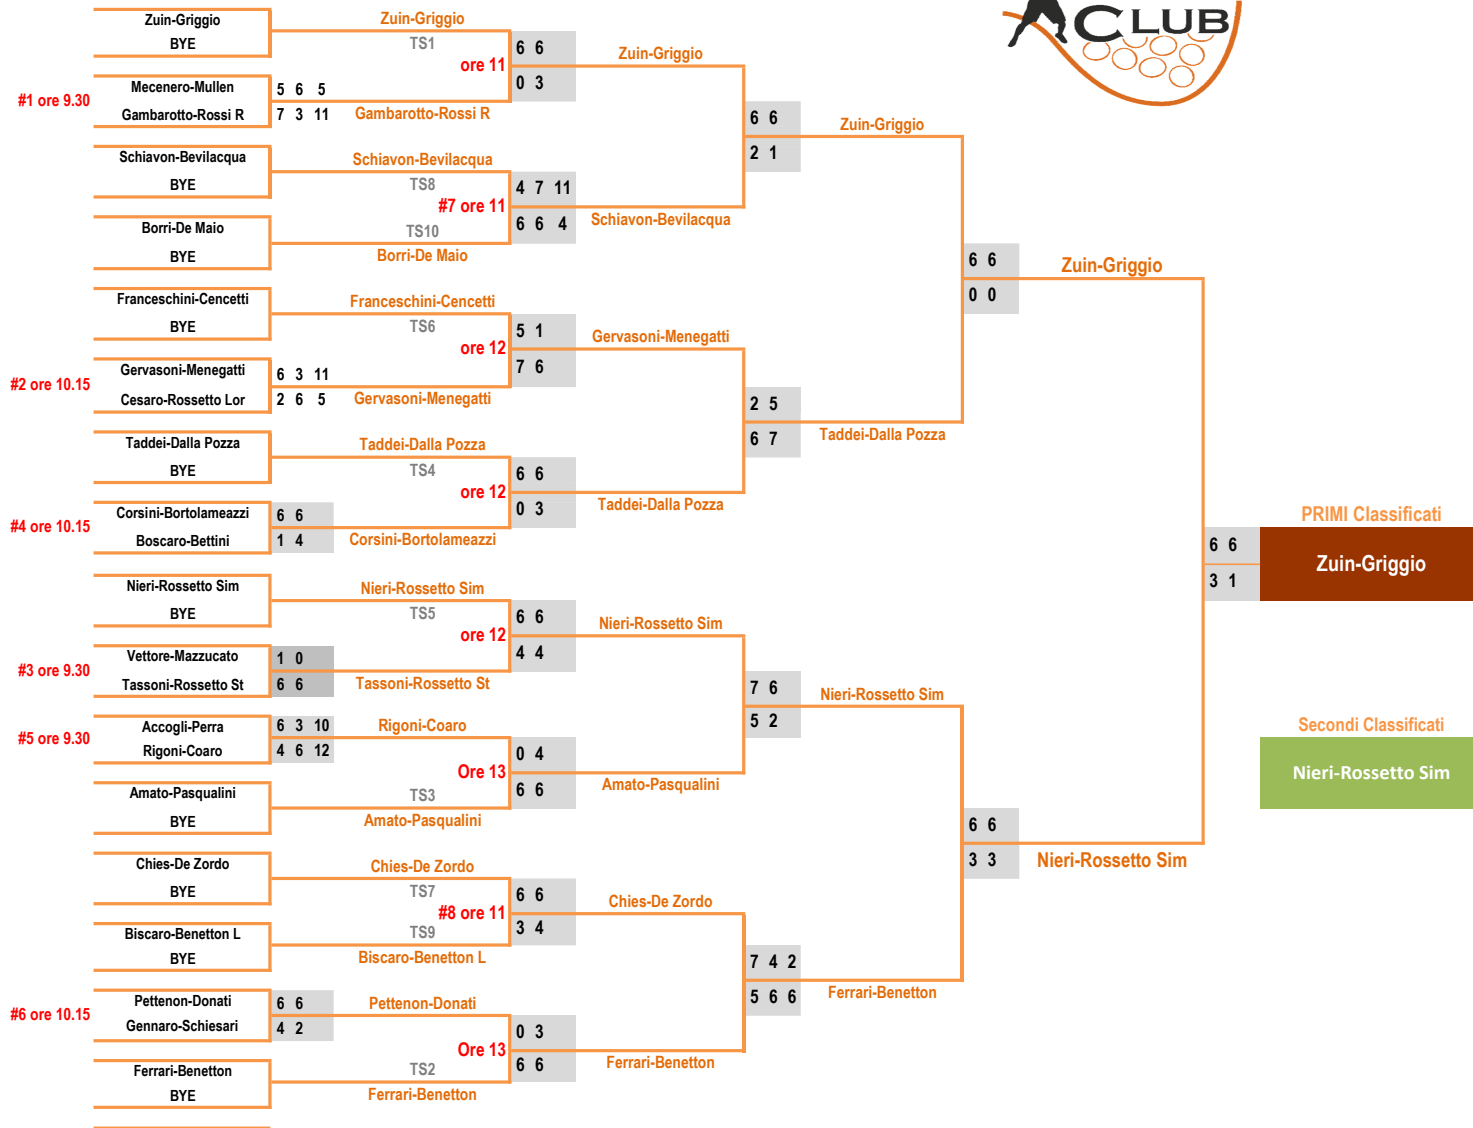 CLUB
Zuin-Griggio
BYE
Zuin-Griggio
TS1
ore 11
6 6
0 3
Zuin-Griggio
#1 ore 9.30
Mecenero-Mullen
Gambarotto-Rossi R
5 6 5
7 3 11
Gambarotto-Rossi R
6 6
2 1
Zuin-Griggio
Schiavon-Bevilacqua
BYE
Schiavon-Bevilacqua
TS8
#7 ore 11
4 7 11
6 6 4
Schiavon-Bevilacqua
Borri-De Maio
BYE
TS10
Borri-De Maio
6 6
0 0
Zuin-Griggio
Franceschini-Cencetti
BYE
Franceschini-Cencetti
TS6
ore 12
5 1
7 6
Gervasoni-Menegatti
#2 ore 10.15
Gervasoni-Menegatti
Cesaro-Rossetto Lor
6 3 11
2 6 5
Gervasoni-Menegatti
2 5
6 7
Taddei-Dalla Pozza
Taddei-Dalla Pozza
BYE
Taddei-Dalla Pozza
TS4
ore 12
6 6
0 3
Taddei-Dalla Pozza
#4 ore 10.15
Corsini-Bortolameazzi
Boscaro-Bettini
6 6
1 4
Corsini-Bortolameazzi
6 6
3 1
PRIMI Classificati
Zuin-Griggio
Nieri-Rossetto Sim
BYE
Nieri-Rossetto Sim
TS5
ore 12
6 6
4 4
Nieri-Rossetto Sim
#3 ore 9.30
Vettore-Mazzucato
Tassoni-Rossetto St
1 0
6 6
Tassoni-Rossetto St
7 6
5 2
Nieri-Rossetto Sim
#5 ore 9.30
Accogli-Perra
Rigoni-Coaro
6 3 10
4 6 12
Rigoni-Coaro
Ore 13
0 4
6 6
Amato-Pasqualini
Secondi Classificati
Nieri-Rossetto Sim
Amato-Pasqualini
BYE
TS3
Amato-Pasqualini
6 6
3 3
Nieri-Rossetto Sim
Chies-De Zordo
BYE
Chies-De Zordo
TS7
#8 ore 11
6 6
3 4
Chies-De Zordo
Biscaro-Benetton L
BYE
TS9
Biscaro-Benetton L
7 4 2
5 6 6
Ferrari-Benetton
#6 ore 10.15
Pettenon-Donati
Gennaro-Schiesari
6 6
4 2
Pettenon-Donati
Ore 13
0 3
6 6
Ferrari-Benetton
Ferrari-Benetton
BYE
TS2
Ferrari-Benetton